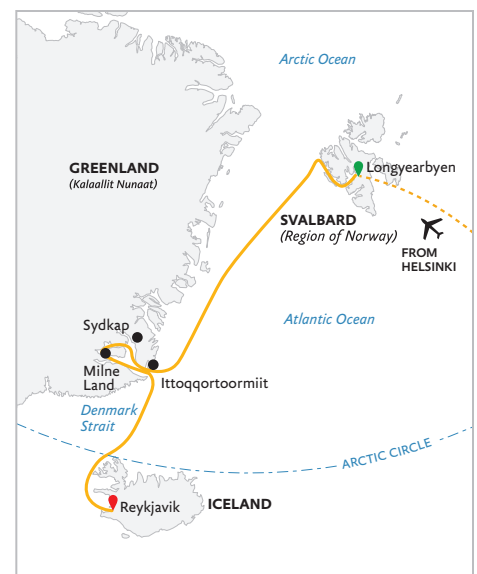 Arctic Ocean
Longyearbyen
GREENLAND
(Kalaallit Nunaat)
SVALBARD
(Region of Norway)
FROM
HELSINKI
Atlantic Ocean
Sydkap
Milne
Land
Ittoqqortoormiit
Denmark
Strait
ARCTIC CIRCLE
Reykjavik
ICELAND